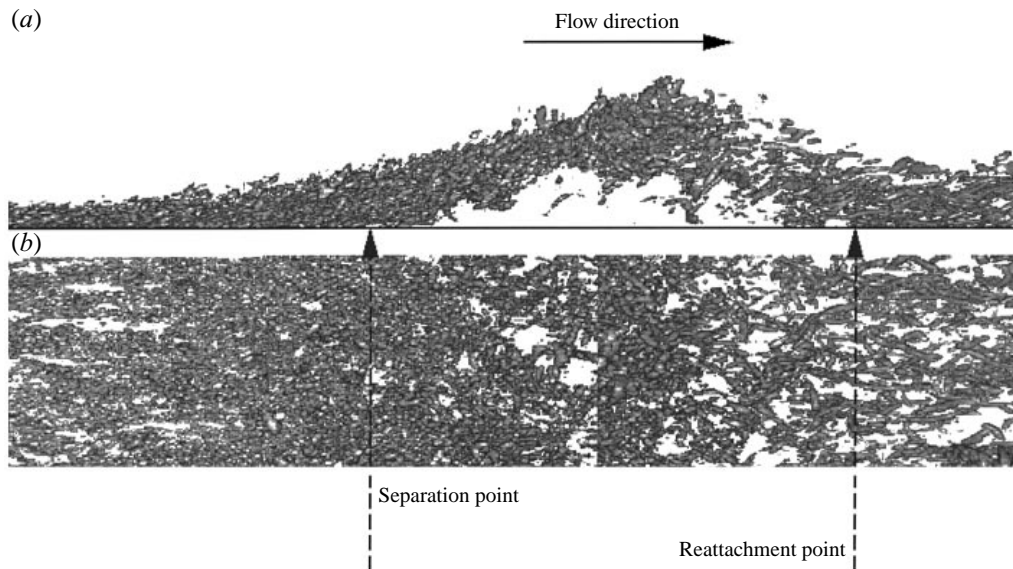 (a)
Flow direction
(b)
Separation point
Reattachment point